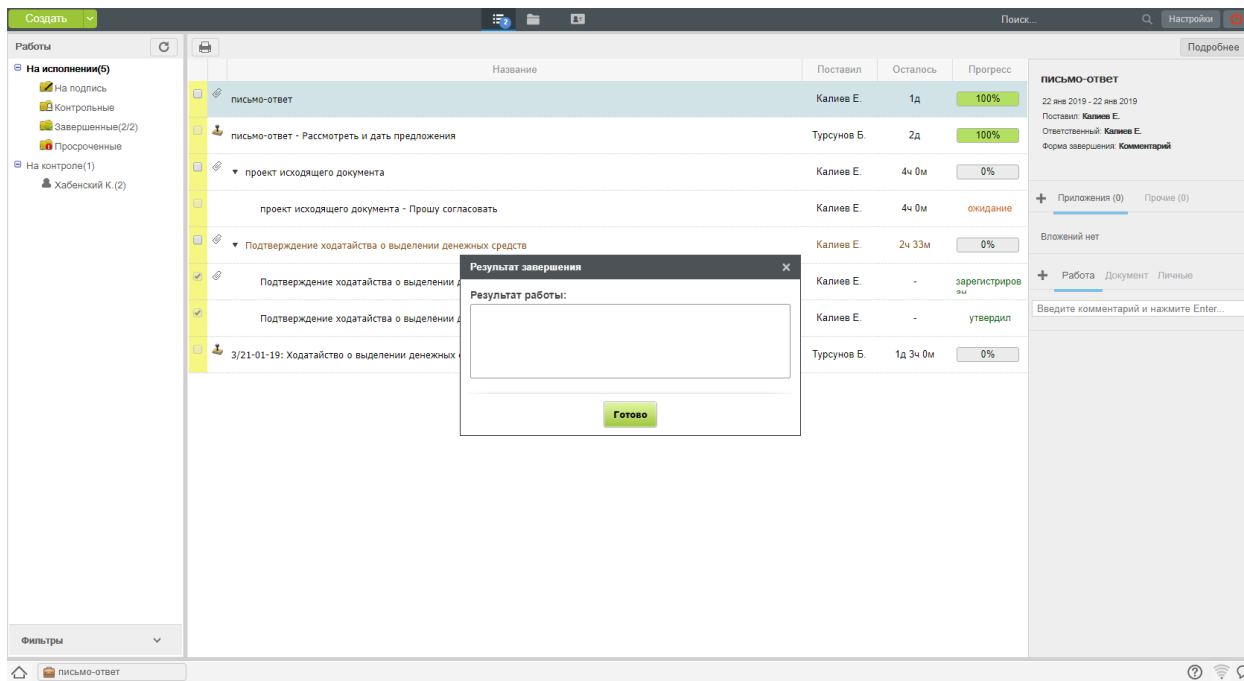 Создать
2
Поиск...
Настройки
Работы
Подробнее
На исполнении(5)
На подпись
Контрольные
Завершенные(2/2)
Просроченные
На контроле(1)
Хабенский К.(2)
Название Поставил Осталось Прогресс
письмо-ответ Калиев Е. 1д 100%
письмо-ответ - Рассмотреть и дать предложения Турсунов Б. 2д 100%
проект исходящего документа Калиев Е. 4ч 0м 0%
проект исходящего документа - Прошу согласовать Калиев Е. 4ч 0м ожидание
Подтверждение ходатайства о выделении денежных средств Калиев Е. 2ч 33м 0%
Подтверждение ходатайства о выделении Калиев Е. - зарегистриров
Подтверждение ходатайства о выделении Калиев Е. - утвердил
3/21-01-19: Ходатайство о выделении денежных Турсунов Б. 1д 3ч 0м 0%
Результат завершения
Результат работы:
Готово
письмо-ответ
22 янв 2019 - 22 янв 2019
Поставил: Калиев Е.
Ответственный: Калиев Е.
Форма завершения: Комментарий
Приложения (0) Прочие (0)
Вложений нет
Работа Документ Личные
Введите комментарий и нажмите Enter...
Фильтры
письмо-ответ